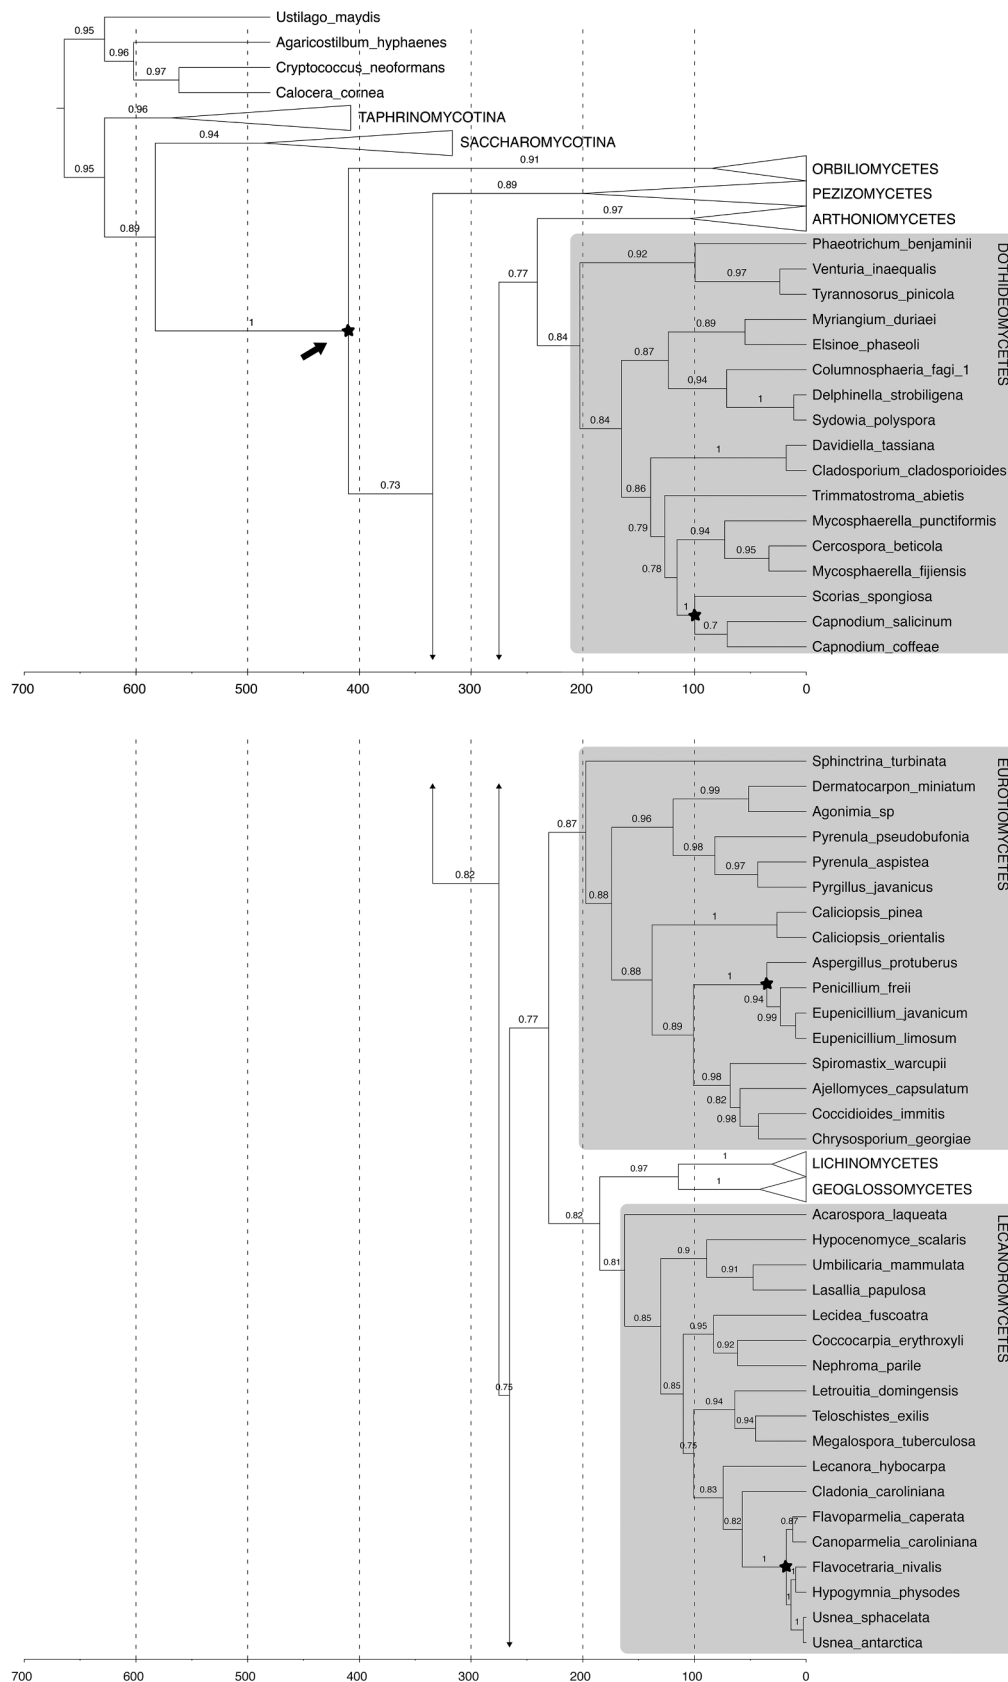 Ustilago_maydis
0.95
Agaricostilbum_hyphaenes
0.96
Cryptococcus_neoformans
0.97
Calocera_cornea
0.96
TAPHRINOMYCOTINA
0.94
SACCHAROMYCOTINA
0.91
ORBILIOMYCETES
0.95
0.89
PEZIZOMYCETES
0.97
ARTHONIOMYCETES
0.89
DOTHIDEOMYCETES
Phaeotrichum_benjaminii
0.92
0.77
0.97
Venturia_inaequalis
Tyrannosorus_pinicola
1
Myriangium_duriaei
0.89
0.84
Elsinoe_phaseoli
0.87
Columnosphaeria_fagi_1
0.94
Delphinella_strobiligena
1
Sydowia_polyspora
0.84
Davidiella_tassiana
1
Cladosporium_cladosporioides
0.73
0.86
Trimmatostroma_abietis
0.79
Mycosphaerella_punctiformis
0.94
Cercospora_beticola
0.95
0.78
Mycosphaerella_fijiensis
Scorias_spongiosa
1
Capnodium_salicinum
0.7
Capnodium_coffeae
700 600 500 400 300 200 100 0
EUROTIOMYCETES
Sphinctrina_turbinata
Dermatocarpon_miniatum
0.99
Agonimia_sp
0.96
0.87
Pyrenula_pseudobufonia
0.98
Pyrenula_aspistea
0.97
0.82
Pyrgillus_javanicus
0.88
Caliciopsis_pinea
1
Caliciopsis_orientalis
Aspergillus_protuberus
0.88
1
Penicillium_freii
0.94
Eupenicillium_javanicum
0.99
0.77
0.89
Eupenicillium_limosum
Spiromastix_warcupii
0.98
Ajellomyces_capsulatum
0.82
Coccidioides_immitis
0.98
Chrysosporium_georgiae
1
LICHINOMYCETES
0.97
1
GEOGLOSSOMYCETES
0.82
LECANOROMYCETES
Acarospora_laqueata
Hypocenomyce_scalaris
0.9
0.81
Umbilicaria_mammulata
0.91
Lasallia_papulosa
0.85
Lecidea_fuscoatra
0.95
Coccocarpia_erythroxyli
0.92
Nephroma_parile
0.75
0.85
Letrouitia_domingensis
0.94
Teloschistes_exilis
0.94
Megalospora_tuberculosa
0.75
Lecanora_hybocarpa
0.83
Cladonia_caroliniana
0.82
Flavoparmelia_caperata
0.87
Canoparmelia_caroliniana
1
Flavocetraria_nivalis
1
Hypogymnia_physodes
1
Usnea_sphacelata
1
Usnea_antarctica
700 600 500 400 300 200 100 0